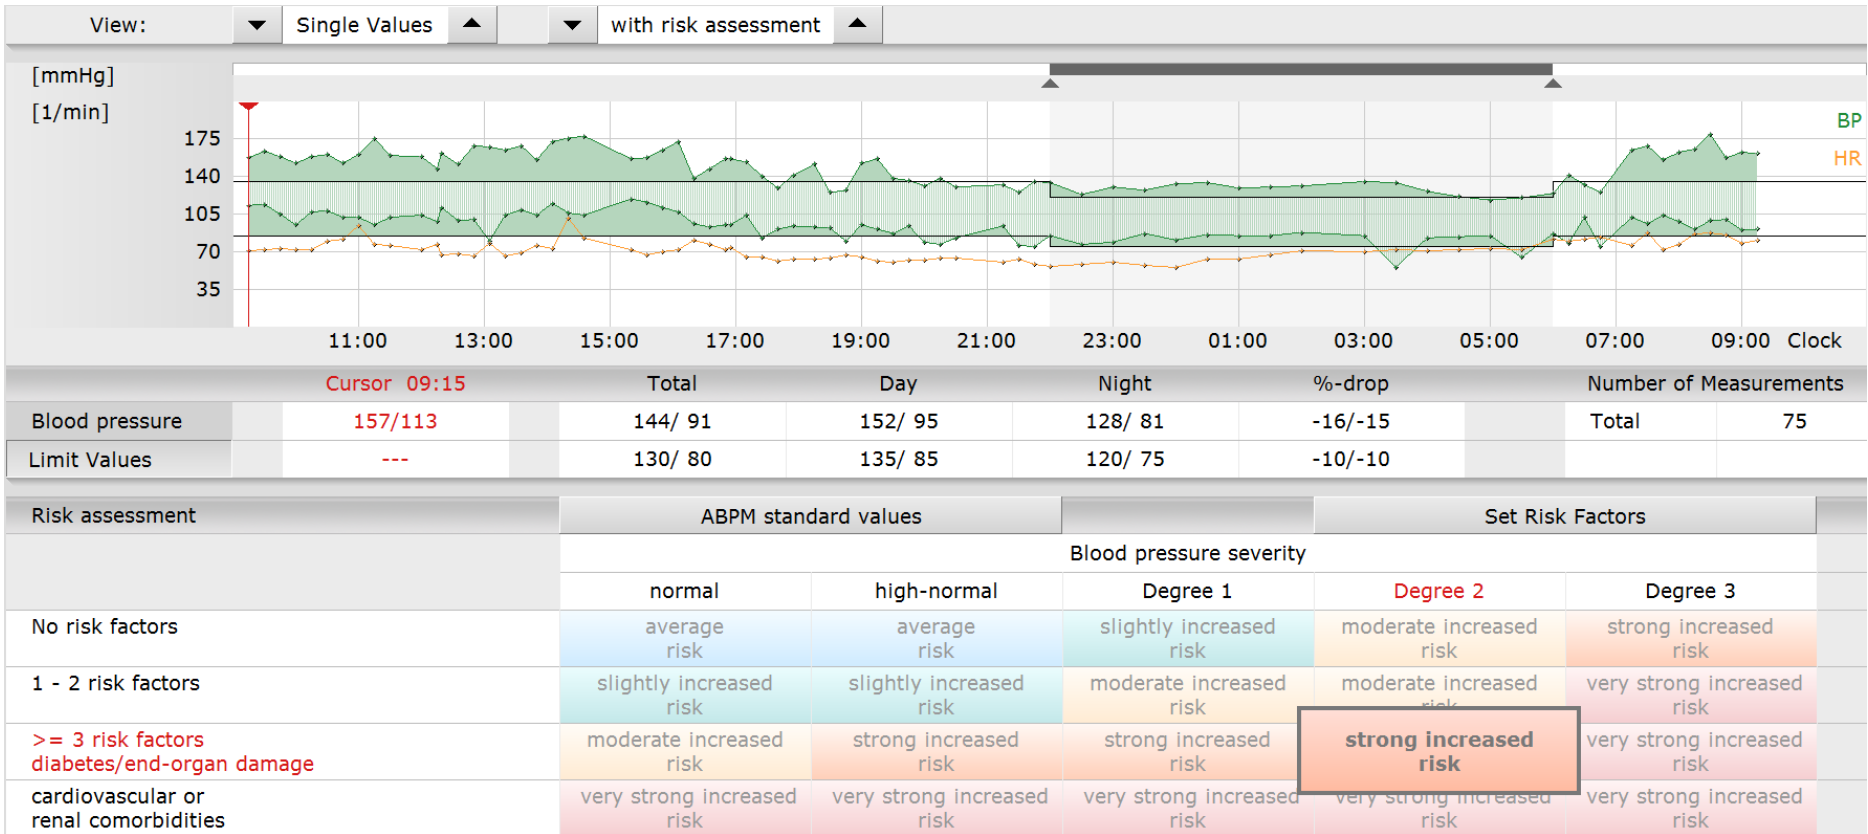 View: Single Values with risk assessment
[mmHg]
[1/min]
175
140
105
70
35
BP
HR
11:00 13:00 15:00 17:00 19:00 21:00 23:00 01:00 03:00 05:00 07:00 09:00 Clock
Cursor 09:15 Total Day Night %-drop Number of Measurements
Blood pressure 157/113 144/ 91 152/ 95 128/ 81 -16/-15 Total 75
Limit Values --- 130/ 80 135/ 85 120/ 75 -10/-10
Risk assessment ABPM standard values Set Risk Factors
Blood pressure severity
normal high-normal Degree 1 Degree 2 Degree 3
No risk factors average slightly increased moderate increased strong increased
risk risk risk risk risk
1 - 2 risk factors slightly increased slightly increased moderate increased moderate increased very strong increased
risk risk risk risk risk
>= 3 risk factors moderate increased strong increased strong increased strong increased very strong increased
diabetes/end-organ damage risk risk risk risk risk
cardiovascular or very strong increased very strong increased very strong increased very strong increased very strong increased
renal comorbidities risk risk risk risk risk